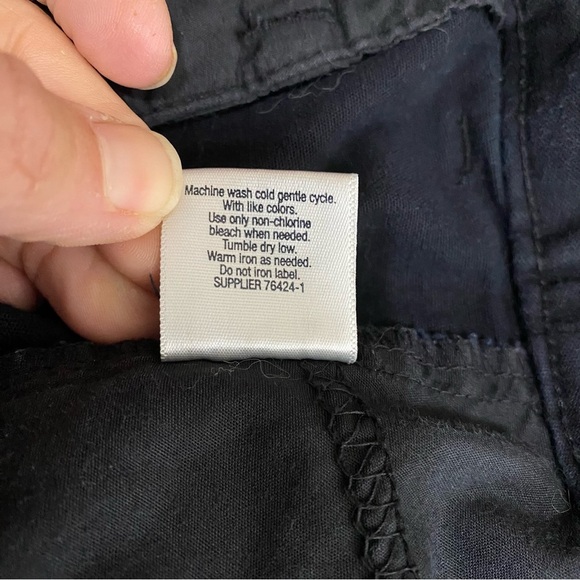 Machine wash cold gentle cycle.
With like colors.
Use only non-chlorine
bleach when needed.
Tumble dry low.
Warm iron as needed.
Do not iron label.
SUPPLIER 76424-1